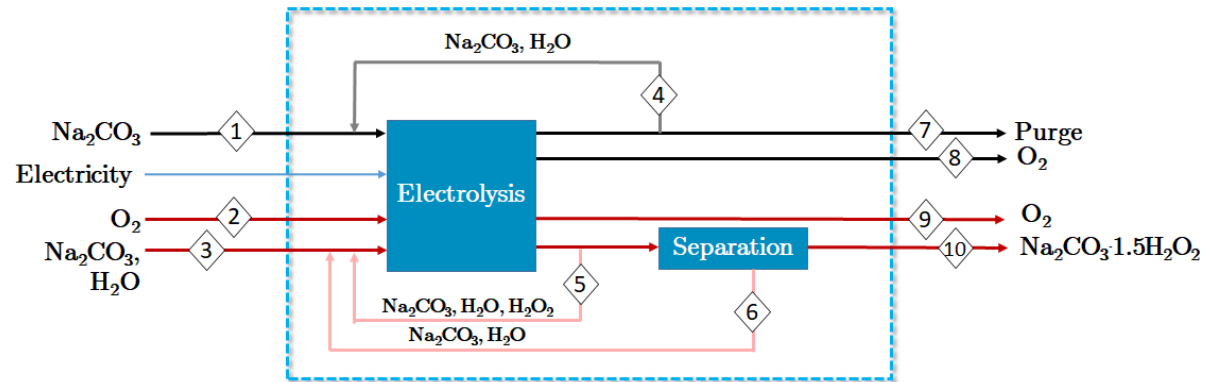 Na₂CO₃, H₂O
4
Na₂CO₃
1
7
Purge
8
O₂
Electricity
Electrolysis
O₂
2
9
O₂
Na₂CO₃,
H₂O
3
Separation
10
Na₂CO₃·1.5H₂O₂
5
Na₂CO₃, H₂O, H₂O₂
6
Na₂CO₃, H₂O